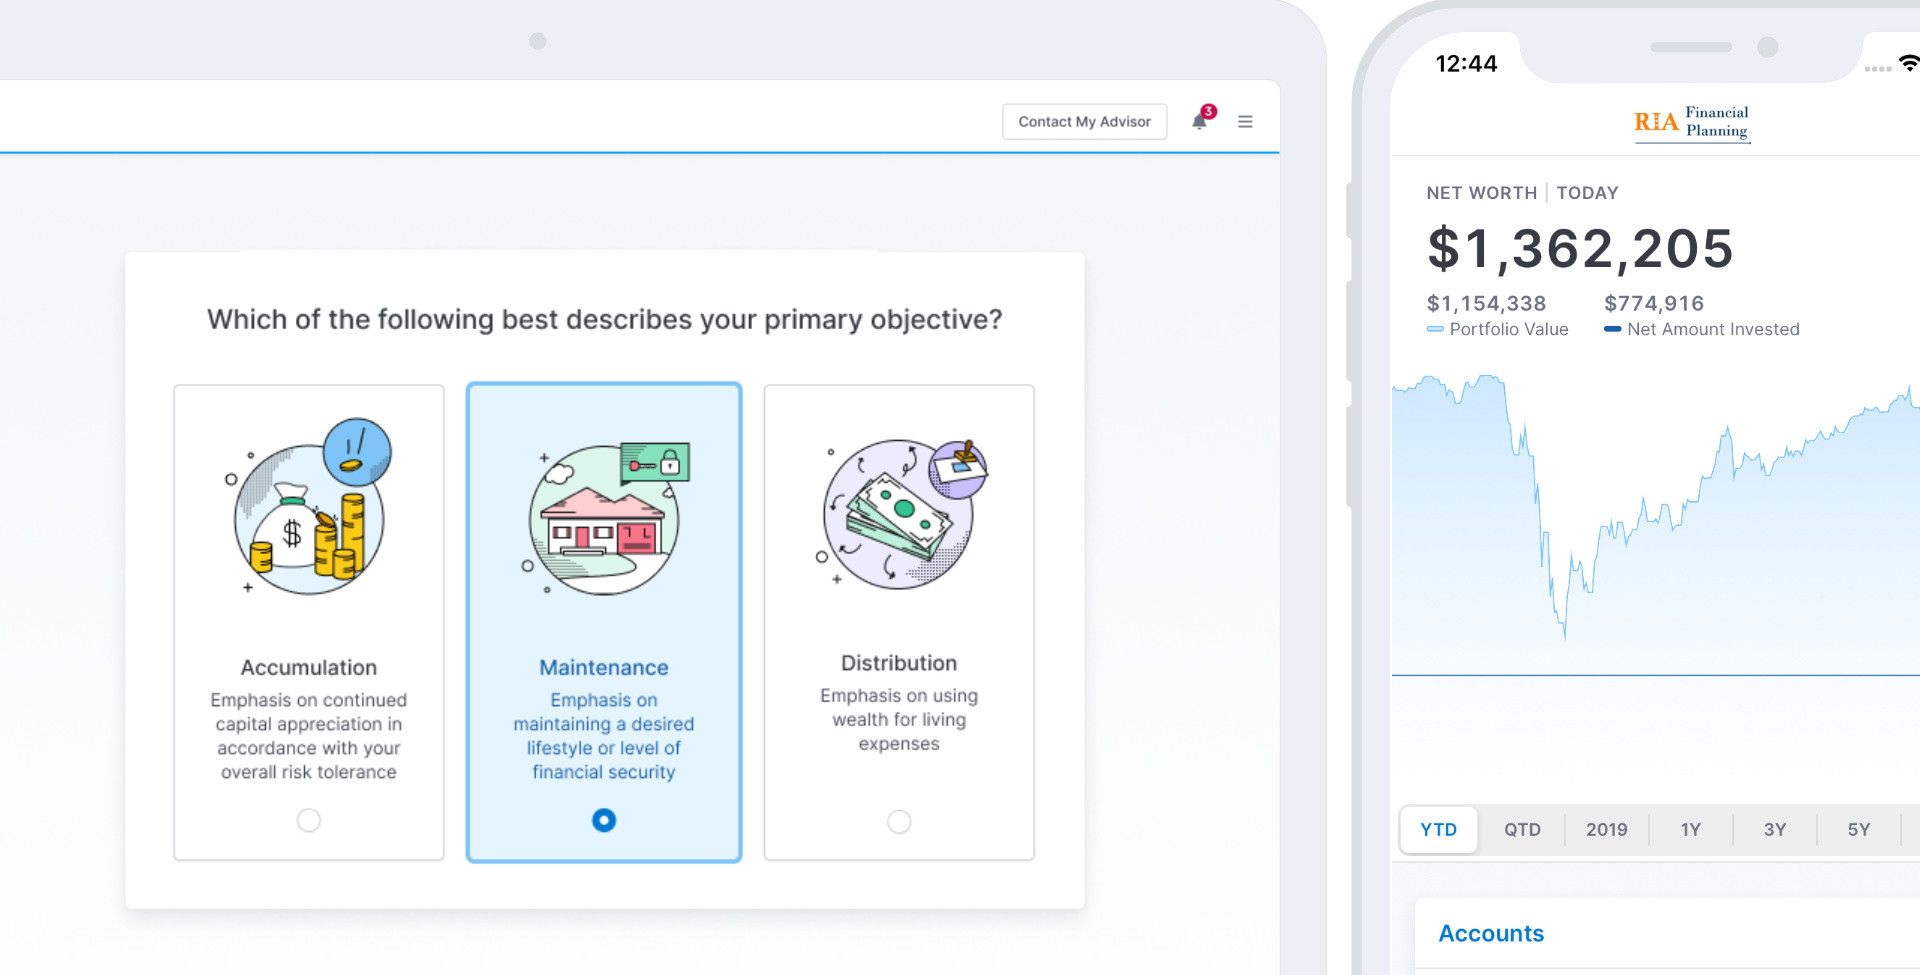 Contact My Advisor
3
Which of the following best describes your primary objective?
$
Accumulation
Emphasis on continued
capital appreciation in
accordance with your
overall risk tolerance
Maintenance
Emphasis on
maintaining a desired
lifestyle or level of
financial security
Distribution
Emphasis on using
wealth for living
expenses
12:44
RIA Financial
Planning
NET WORTH | TODAY
$1,362,205
$1,154,338 $774,916
Portfolio Value Net Amount Invested
YTD QTD 2019 1Y 3Y 5Y
Accounts